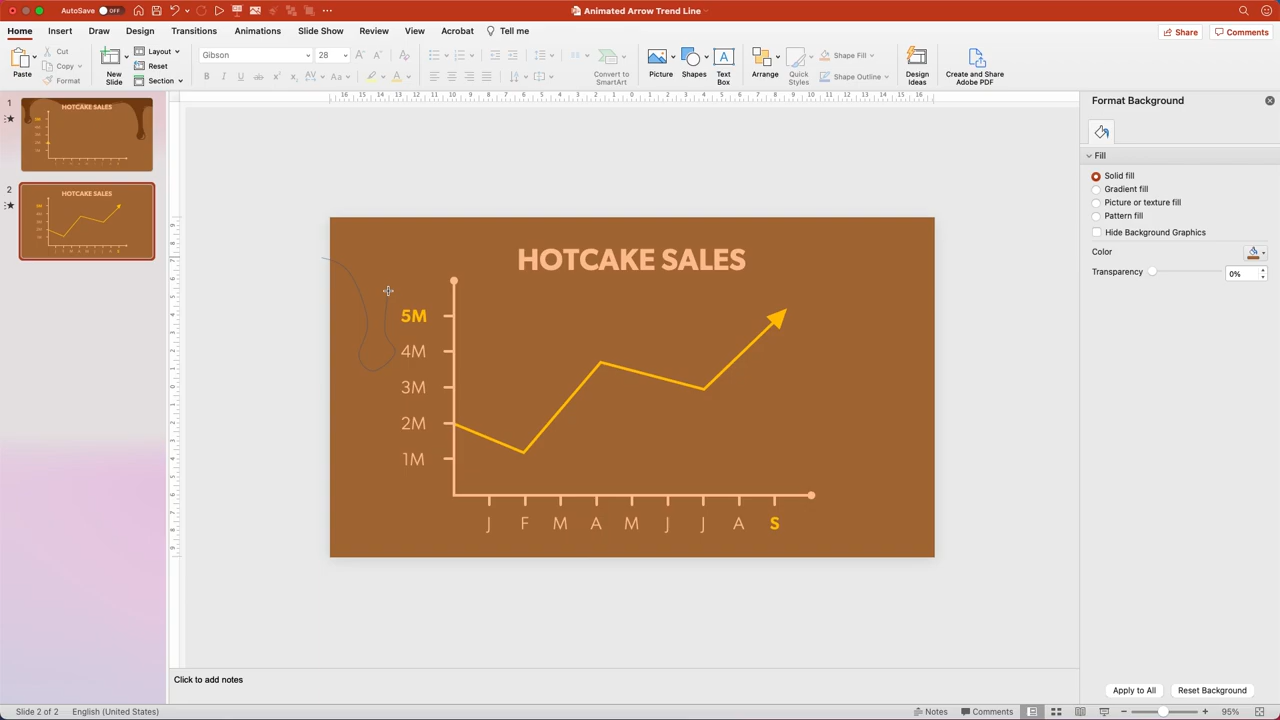 AutoSave OFF
Animated Arrow Trend Line
Home Insert Draw Design Transitions Animations Slide Show Review View Acrobat Tell me
Share Comments
Paste
Cut
Copy
Format
New Slide
Layout
Reset
Section
Gibson 28
Convert to SmartArt
Picture
Shapes
Text Box
Arrange
Quick Styles
Shape Fill
Shape Outline
Design Ideas
Create and Share Adobe PDF
1
HOTCAKE SALES
2
HOTCAKE SALES
HOTCAKE SALES
5M
4M
3M
2M
1M
J F M A M J J A S
Format Background
Fill
Solid fill
Gradient fill
Picture or texture fill
Pattern fill
Hide Background Graphics
Color
Transparency 0%
Apply to All Reset Background
Click to add notes
Slide 2 of 2 English (United States) Notes Comments 95%